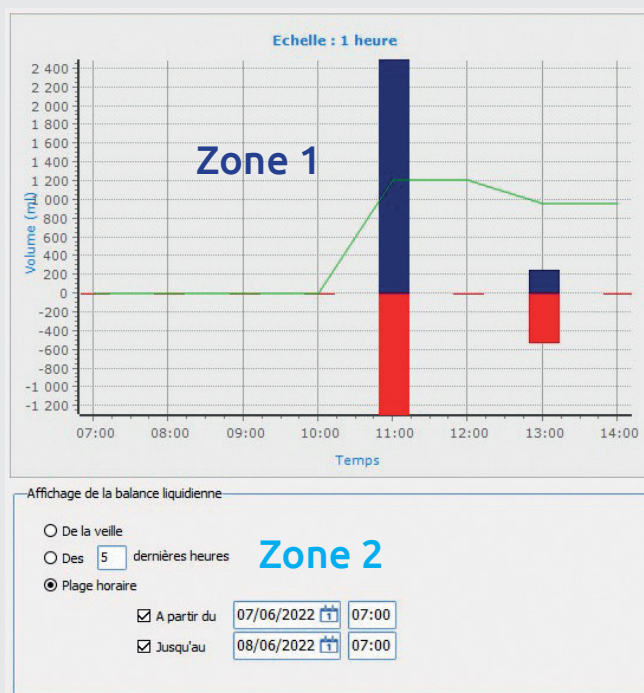 Echelle : 1 heure
2 400
2 200
2 000
1 800
1 600
1 400
1 200
1 000
800
600
400
200
0
-200
-400
-600
-800
-1 000
-1 200
Volume (ml)
Zone 1
07:00 08:00 09:00 10:00 11:00 12:00 13:00 14:00
Temps
Affichage de la balance liquidienne
De la veille
Des 5 dernières heures
Zone 2
Plage horaire
A partir du 07/06/2022 1 07:00
Jusqu'au 08/06/2022 1 07:00